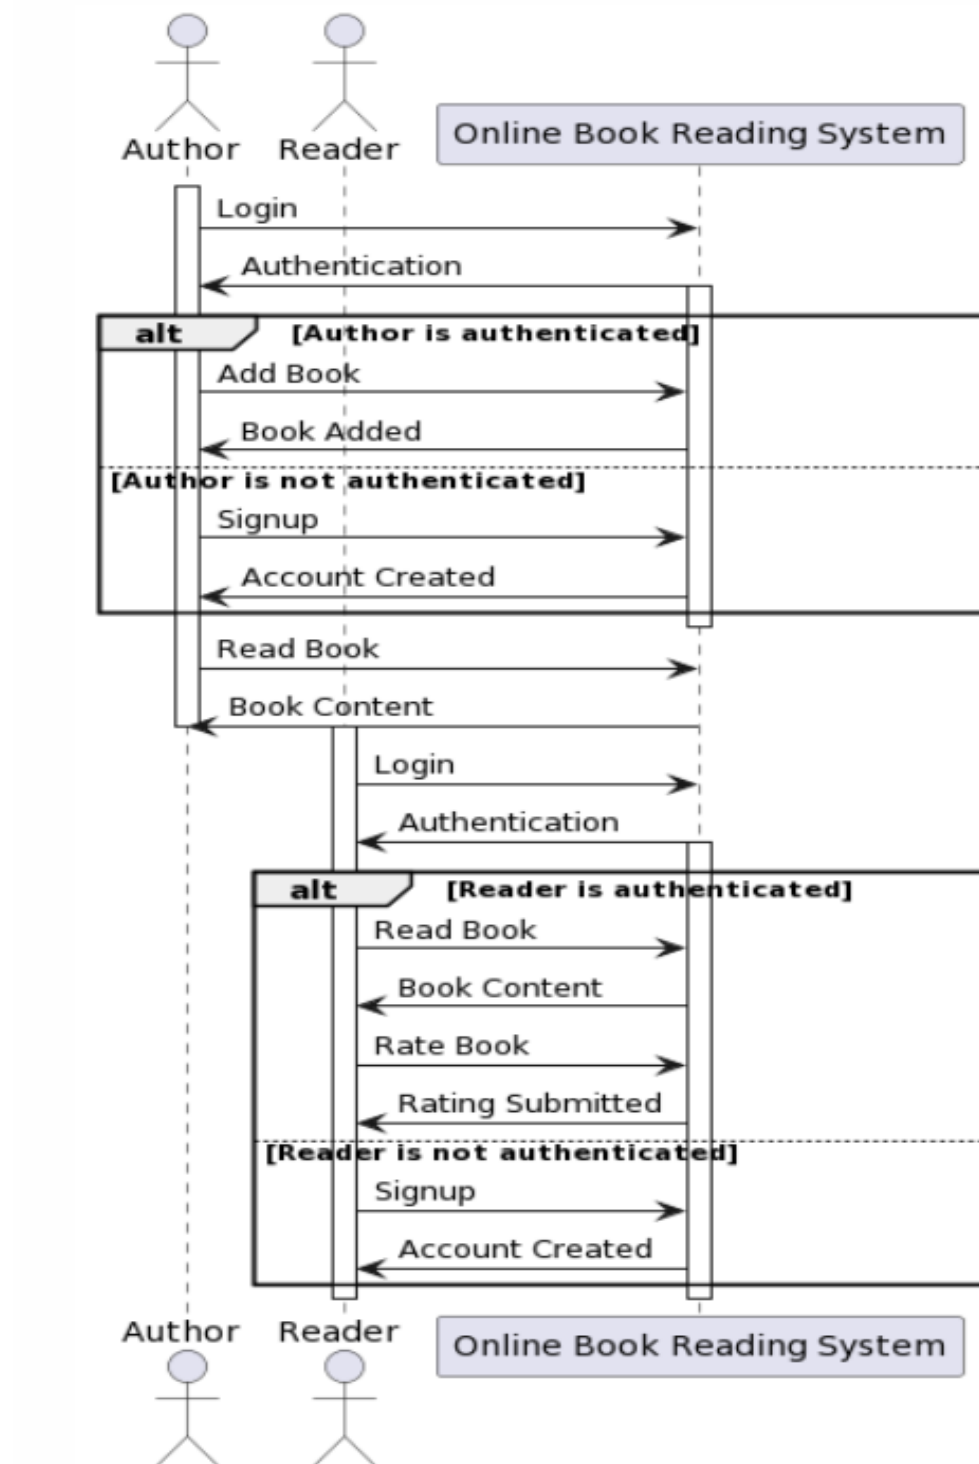 Author Reader
Online Book Reading System
Login
Authentication
alt [Author is authenticated]
Add Book
Book Added
[Author is not authenticated]
Signup
Account Created
Read Book
Book Content
Login
Authentication
alt [Reader is authenticated]
Read Book
Book Content
Rate Book
Rating Submitted
[Reader is not authenticated]
Signup
Account Created
Author Reader
Online Book Reading System